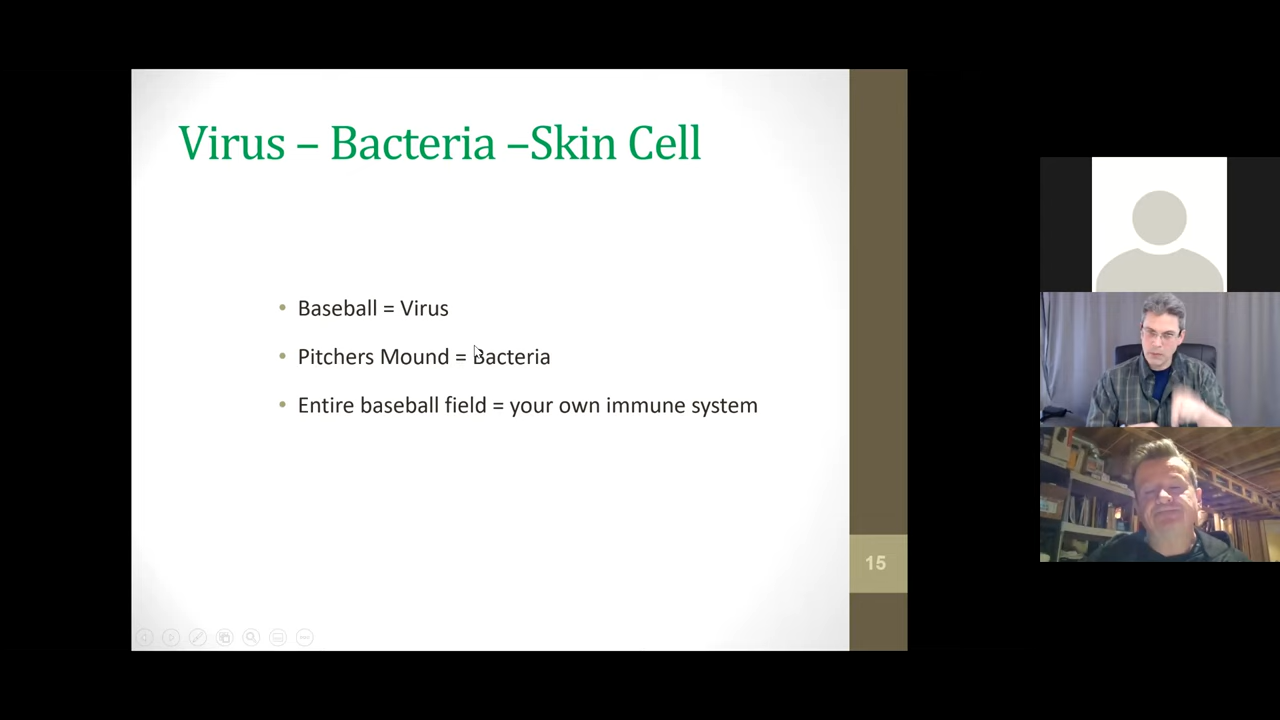 Virus – Bacteria –Skin Cell
• Baseball = Virus
• Pitchers Mound = Bacteria
• Entire baseball field = your own immune system
15